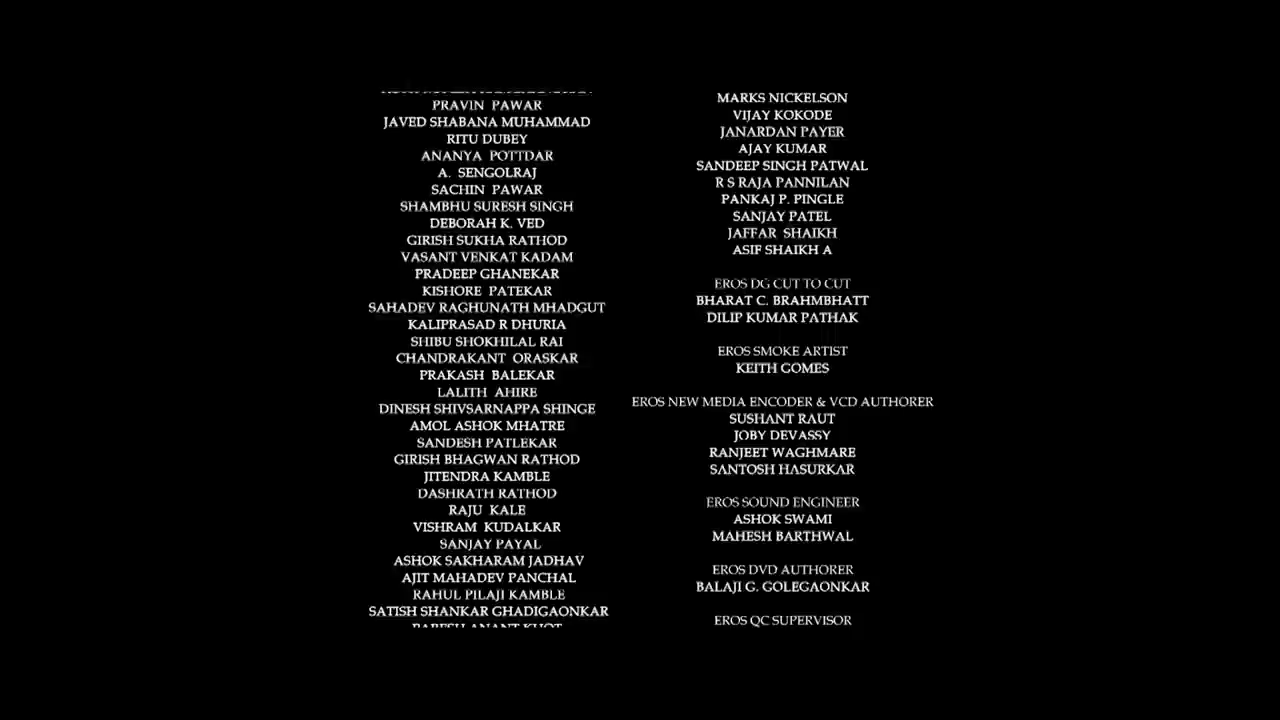 PRAVIN PAWAR
JAVED SHABANA MUHAMMAD
RITU DUBEY
ANANYA POTTDAR
A. SENGOLRAJ
SACHIN PAWAR
SHAMBHU SURESH SINGH
DEBORAH K. VED
GIRISH SUKHA RATHOD
VASANT VENKAT KADAM
PRADEEP GHANEKAR
KISHORE PATEKAR
SAHADEV RAGHUNATH MHADGUT
KALIPRASAD R DHURIA
SHIBU SHOKHILAL RAI
CHANDRAKANT ORASKAR
PRAKASH BALEKAR
LALITH AHIRE
DINESH SHIVSARNAPPA SHINGE
AMOL ASHOK MHATRE
SANDESH PATLEKAR
GIRISH BHAGWAN RATHOD
JITENDRA KAMBLE
DASHRATH RATHOD
RAJU KALE
VISHRAM KUDALKAR
SANJAY PAYAL
ASHOK SAKHARAM JADHAV
AJIT MAHADEV PANCHAL
RAHUL PILAJI KAMBLE
SATISH SHANKAR GHADIGAONKAR
MARKS NICKELSON
VIJAY KOKODE
JANARDAN PAYER
AJAY KUMAR
SANDEEP SINGH PATWAL
R S RAJA PANNILAN
PANKAJ P. PINGLE
SANJAY PATEL
JAFFAR SHAIKH
ASIF SHAIKH A
EROS DG CUT TO CUT
BHARAT C. BRAHMBHATT
DILIP KUMAR PATHAK
EROS SMOKE ARTIST
KEITH GOMES
EROS NEW MEDIA ENCODER & VCD AUTHORER
SUSHANT RAUT
JOBY DEVASSY
RANJEET WAGHMARE
SANTOSH HASURKAR
EROS SOUND ENGINEER
ASHOK SWAMI
MAHESH BARTHWAL
EROS DVD AUTHORER
BALAJI G. GOLEGAONKAR
EROS QC SUPERVISOR